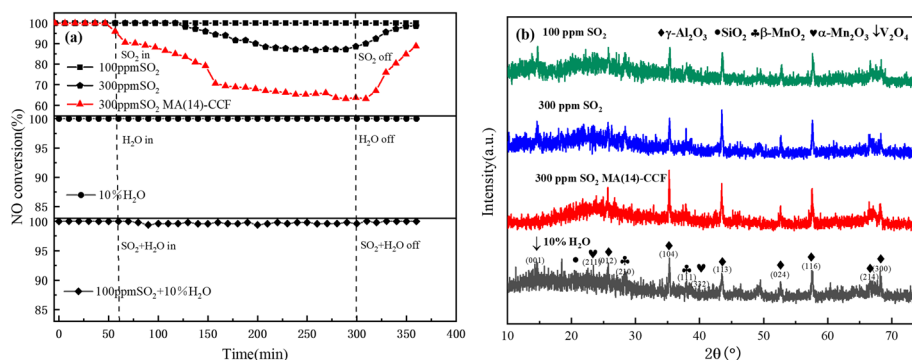 (a)
100
90
80
70
60
SO₂ in
SO₂ off
100ppmSO₂
300ppmSO₂
300ppmSO₂ MA(14)-CCF
100
95
90
85
H₂O in
H₂O off
10%H₂O
100
95
90
85
SO₂+H₂O in
SO₂+H₂O off
100ppmSO₂+10%H₂O
0 50 100 150 200 250 300 350 400
Time(min)
NO conversion(%)
(b)
♦γ-Al₂O₃ ●SiO₂ ♣β-MnO₂ ♥α-Mn₂O₃ ↓V₂O₄
100 ppm SO₂
300 ppm SO₂
300 ppm SO₂ MA(14)-CCF
10% H₂O
(001) (211) (012) (210) (104) (111) (113) (024) (116) (214) (300)
10 20 30 40 50 60 70
2θ (°)
Intensity(a.u.)